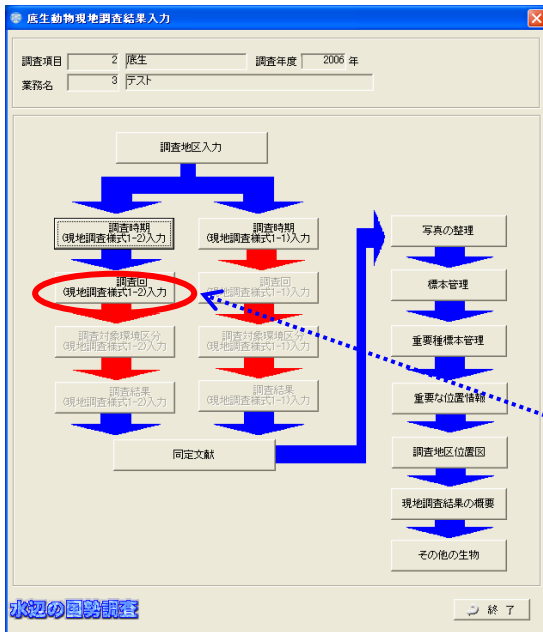 底生動物現地調査結果入力
調査項目 2 底生 調査年度 2006 年
業務名 3 テスト
調査地区入力
調査時期
(現地調査様式1-2)入力
調査時期
(現地調査様式1-1)入力
調査回
(現地調査様式1-2)入力
調査回
(現地調査様式1-1)入力
調査対象環境区分
(現地調査様式1-2)入力
調査対象環境区分
(現地調査様式1-1)入力
調査結果
(現地調査様式1-2)入力
調査結果
(現地調査様式1-1)入力
同定文献
写真の整理
標本管理
重要種標本管理
重要な位置情報
調査地区位置図
現地調査結果の概要
その他の生物
水辺の国勢調査
終 了